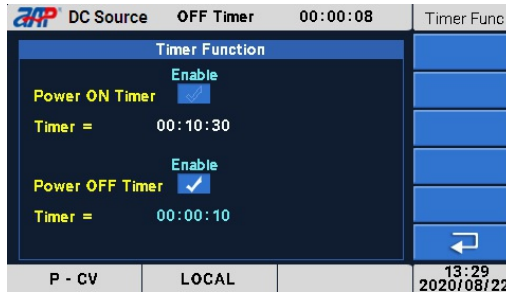 AAP DC Source OFF Timer 00:00:08 Timer Func
Timer Function
Enable
Power ON Timer
Timer = 00:10:30
Enable
Power OFF Timer
Timer = 00:00:10
P - CV LOCAL 13:29
2020/08/22